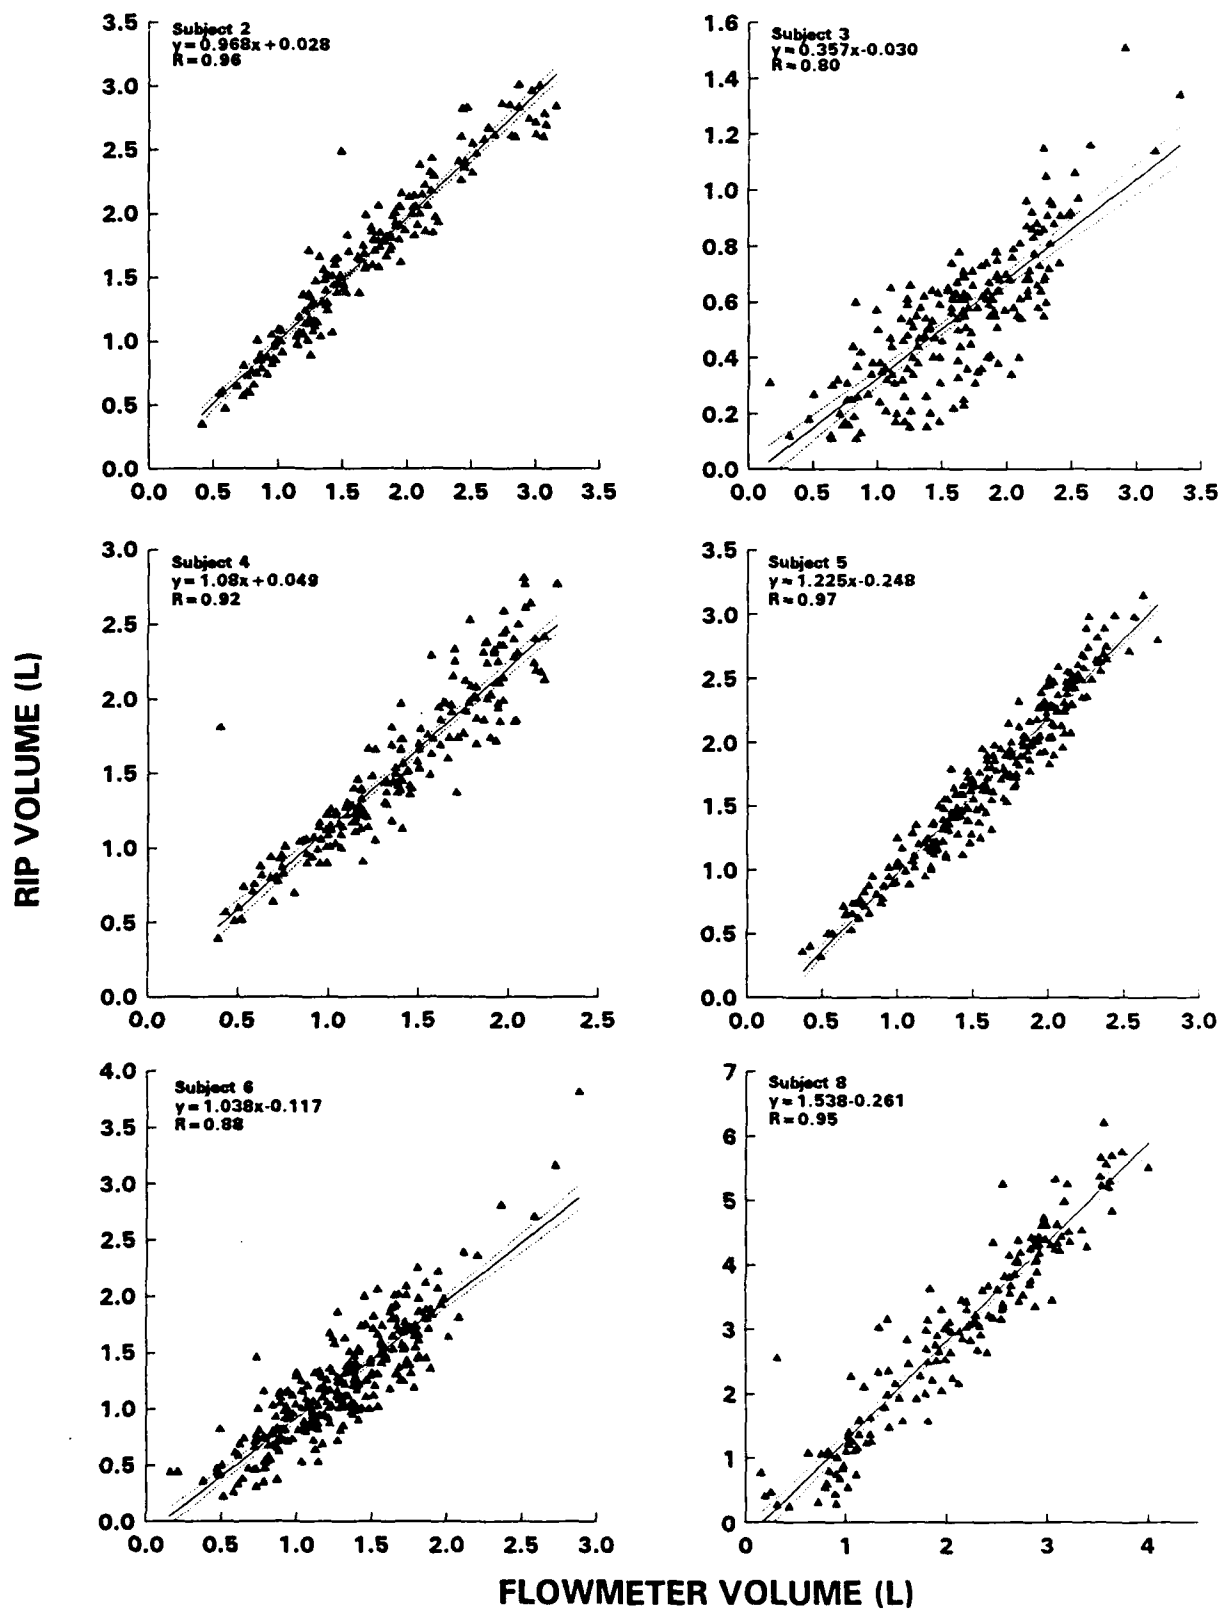 Subject 2
y=0.968x+0.028
R=0.96
3.5
3.0
2.5
2.0
1.5
1.0
0.5
0.0
0.0 0.5 1.0 1.5 2.0 2.5 3.0 3.5
Subject 3
y=0.357x-0.030
R=0.80
1.6
1.4
1.2
1.0
0.8
0.6
0.4
0.2
0.0
0.0 0.5 1.0 1.5 2.0 2.5 3.0 3.5
Subject 4
y=1.08x+0.049
R=0.92
3.0
2.5
2.0
1.5
1.0
0.5
0.0
0.0 0.5 1.0 1.5 2.0 2.5
Subject 5
y=1.225x-0.248
R=0.97
3.5
3.0
2.5
2.0
1.5
1.0
0.5
0.0
0.0 0.5 1.0 1.5 2.0 2.5 3.0
Subject 6
y=1.038x-0.117
R=0.88
4.0
3.5
3.0
2.5
2.0
1.5
1.0
0.5
0.0
0.0 0.5 1.0 1.5 2.0 2.5 3.0
Subject 8
y=1.538-0.261
R=0.95
7
6
5
4
3
2
1
0
0 1 2 3 4
RIP VOLUME (L)
FLOWMETER VOLUME (L)